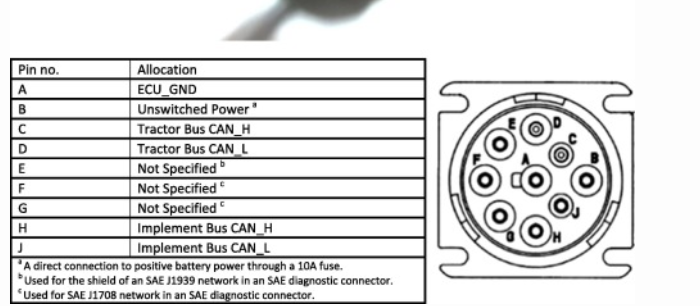 Pin no. Allocation
A ECU_GND
B Unswitched Power a
C Tractor Bus CAN_H
D Tractor Bus CAN_L
E Not Specified b
F Not Specified c
G Not Specified c
H Implement Bus CAN_H
J Implement Bus CAN_L
a A direct connection to positive battery power through a 10A fuse.
b Used for the shield of an SAE J1939 network in an SAE diagnostic connector.
c Used for SAE J1708 network in an SAE diagnostic connector.
E D
C
F A B
J
G H